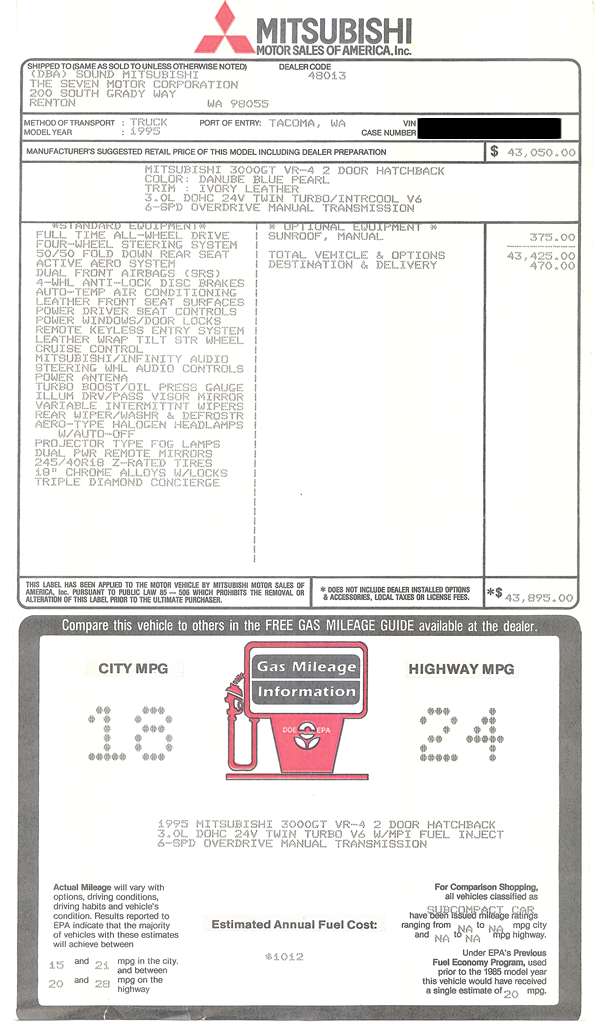 MITSUBISHI
MOTOR SALES OF AMERICA, Inc.
SHIPPED TO (SAME AS SOLD TO UNLESS OTHERWISE NOTED) DEALER CODE
(DBA) SOUND MITSUBISHI 48013
THE SEVEN MOTOR CORPORATION
200 SOUTH GRADY WAY
RENTON WA 98055
METHOD OF TRANSPORT : TRUCK PORT OF ENTRY: TACOMA, WA VIN
MODEL YEAR : 1995 CASE NUMBER
MANUFACTURER'S SUGGESTED RETAIL PRICE OF THIS MODEL INCLUDING DEALER PREPARATION $ 43,050.00
MITSUBISHI 3000GT VR-4 2 DOOR HATCHBACK
COLOR: DANUBE BLUE PEARL
TRIM : IVORY LEATHER
3.0L DOHC 24V TWIN TURBO/INTRCOOL V6
6-SPD OVERDRIVE MANUAL TRANSMISSION
*STANDARD EQUIPMENT* * OPTIONAL EQUIPMENT *
FULL TIME ALL-WHEEL DRIVE SUNROOF, MANUAL 375.00
FOUR-WHEEL STEERING SYSTEM
50/50 FOLD DOWN REAR SEAT TOTAL VEHICLE & OPTIONS 43,425.00
ACTIVE AERO SYSTEM DESTINATION & DELIVERY 470.00
DUAL FRONT AIRBAGS (SRS)
4-WHL ANTI-LOCK DISC BRAKES
AUTO-TEMP AIR CONDITIONING
LEATHER FRONT SEAT SURFACES
POWER DRIVER SEAT CONTROLS
POWER WINDOWS/DOOR LOCKS
REMOTE KEYLESS ENTRY SYSTEM
LEATHER WRAP TILT STR WHEEL
CRUISE CONTROL
MITSUBISHI/INFINITY AUDIO
STEERING WHL AUDIO CONTROLS
POWER ANTENA
TURBO BOOST/OIL PRESS GAUGE
ILLUM DRV/PASS VISOR MIRROR
VARIABLE INTERMITTNT WIPERS
REAR WIPER/WASHR & DEFROSTR
AERO-TYPE HALOGEN HEADLAMPS
W/AUTO-OFF
PROJECTOR TYPE FOG LAMPS
DUAL PWR REMOTE MIRRORS
245/40R18 Z-RATED TIRES
18" CHROME ALLOYS W/LOCKS
TRIPLE DIAMOND CONCIERGE
THIS LABEL HAS BEEN APPLIED TO THE MOTOR VEHICLE BY MITSUBISHI MOTOR SALES OF
AMERICA, Inc. PURSUANT TO PUBLIC LAW 85 — 506 WHICH PROHIBITS THE REMOVAL OR
ALTERATION OF THIS LABEL PRIOR TO THE ULTIMATE PURCHASER.
* DOES NOT INCLUDE DEALER INSTALLED OPTIONS
& ACCESSORIES, LOCAL TAXES OR LICENSE FEES.
*$ 43,895.00
Compare this vehicle to others in the FREE GAS MILEAGE GUIDE available at the dealer.
CITY MPG
18
Gas Mileage
Information
DOE EPA
HIGHWAY MPG
24
1995 MITSUBISHI 3000GT VR-4 2 DOOR HATCHBACK
3.0L DOHC 24V TWIN TURBO V6 W/MPI FUEL INJECT
6-SPD OVERDRIVE MANUAL TRANSMISSION
Actual Mileage will vary with
options, driving conditions,
driving habits and vehicle's
condition. Results reported to
EPA indicate that the majority
of vehicles with these estimates
will achieve between
15 and 21 mpg in the city.
and between
20 and 28 mpg on the
highway
Estimated Annual Fuel Cost:
$1012
For Comparison Shopping,
all vehicles classified as
SUBCOMPACT CAR
have been issued mileage ratings
ranging from NA to NA mpg city
and NA to NA mpg highway.
Under EPA's Previous
Fuel Economy Program, used
prior to the 1985 model year
this vehicle would have received
a single estimate of 20 mpg.